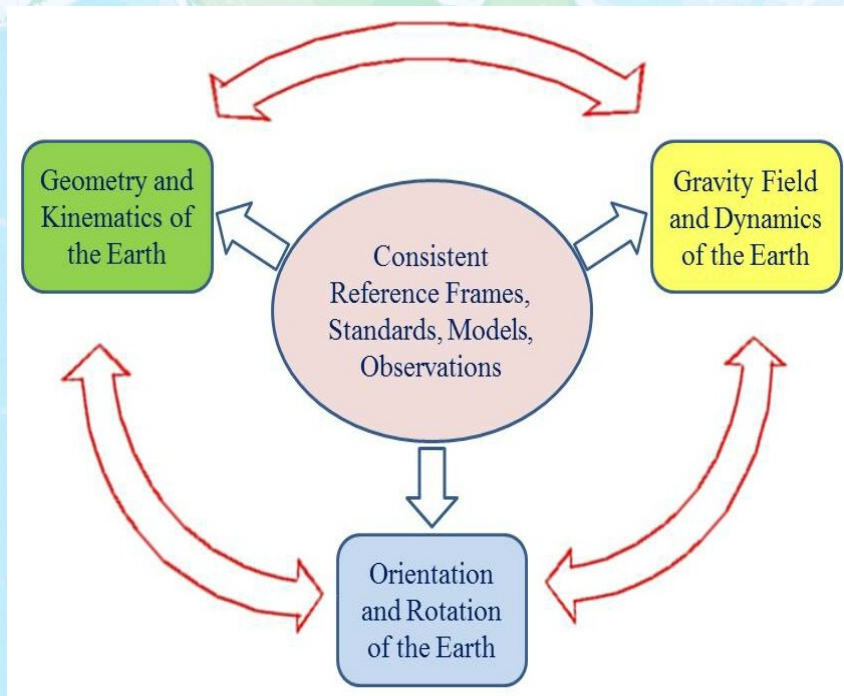 Geometry and
Kinematics of
the Earth
Gravity Field
and Dynamics
of the Earth
Consistent
Reference Frames,
Standards, Models,
Observations
Orientation
and Rotation
of the Earth